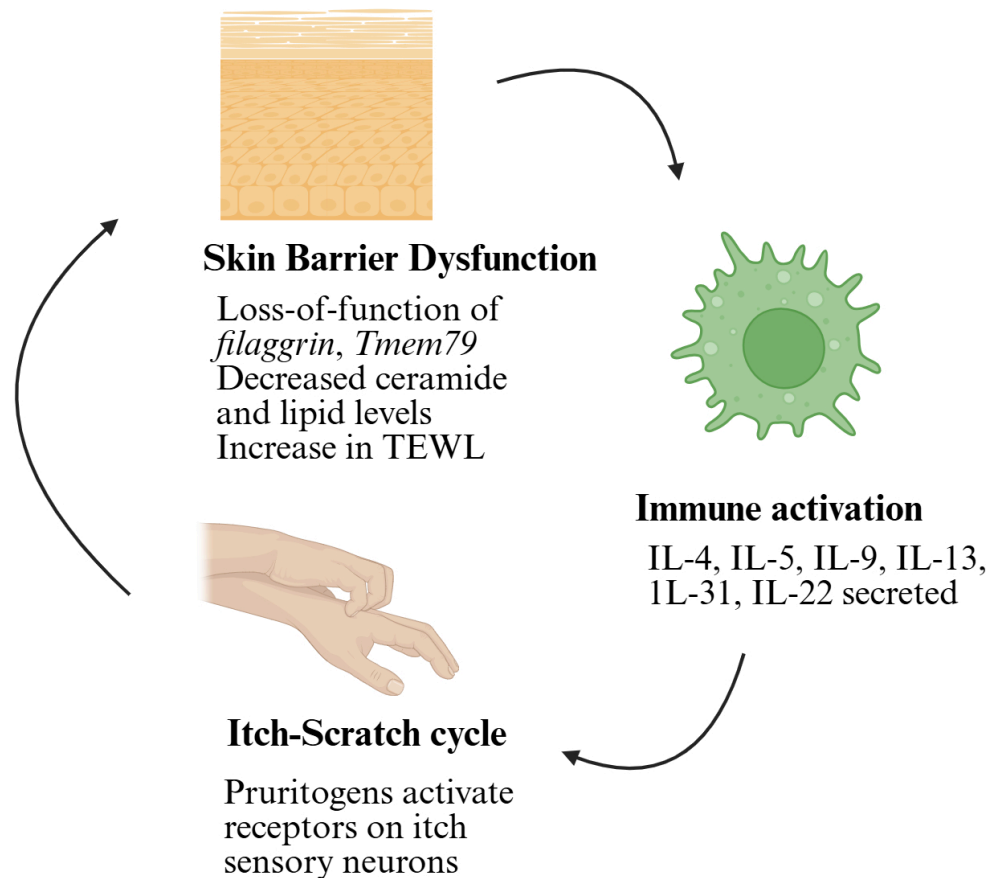 Skin Barrier Dysfunction
Loss-of-function of
filaggrin, Tmem79
Decreased ceramide
and lipid levels
Increase in TEWL
Immune activation
IL-4, IL-5, IL-9, IL-13,
1L-31, IL-22 secreted
Itch-Scratch cycle
Pruritogens activate
receptors on itch
sensory neurons